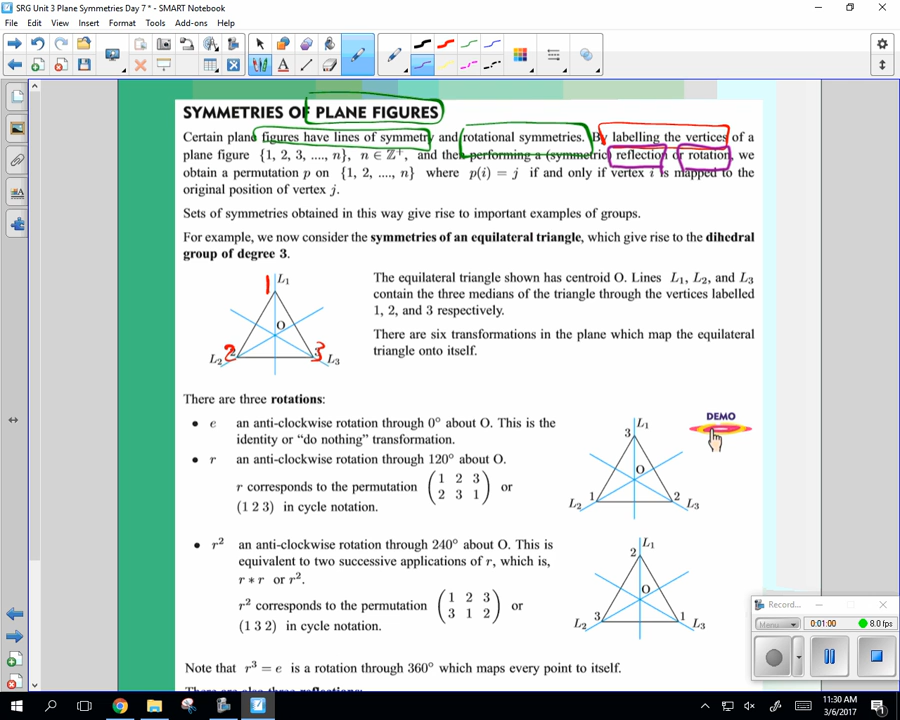 SRG Unit 3 Plane Symmetries Day 7 * - SMART Notebook
File Edit View Insert Format Tools Add-ons Help
SYMMETRIES OF PLANE FIGURES
Certain plane figures have lines of symmetry and rotational symmetries. By labelling the vertices of a
plane figure {1, 2, 3, ...., n}, n ∈ ℤ⁺, and then performing a (symmetric) reflection or rotation, we
obtain a permutation p on {1, 2, ...., n} where p(i) = j if and only if vertex i is mapped to the
original position of vertex j.
Sets of symmetries obtained in this way give rise to important examples of groups.
For example, we now consider the symmetries of an equilateral triangle, which give rise to the dihedral
group of degree 3.
1 L₁
O
L₂ 2 3 L₃
The equilateral triangle shown has centroid O. Lines L₁, L₂, and L₃
contain the three medians of the triangle through the vertices labelled
1, 2, and 3 respectively.
There are six transformations in the plane which map the equilateral
triangle onto itself.
There are three rotations:
• e an anti-clockwise rotation through 0° about O. This is the
identity or “do nothing” transformation.
• r an anti-clockwise rotation through 120° about O.
r corresponds to the permutation (1 2 3
2 3 1) or
(1 2 3) in cycle notation.
3 L₁
O
L₂ 1 2 L₃
DEMO
• r² an anti-clockwise rotation through 240° about O. This is
equivalent to two successive applications of r, which is,
r * r or r².
r² corresponds to the permutation (1 2 3
3 1 2) or
(1 3 2) in cycle notation.
2 L₁
O
L₂ 3 1 L₃
Note that r³ = e is a rotation through 360° which maps every point to itself.
There are also three reflections:
Record...
Menu 0:01:00 8.0 fps
11:30 AM
3/6/2017